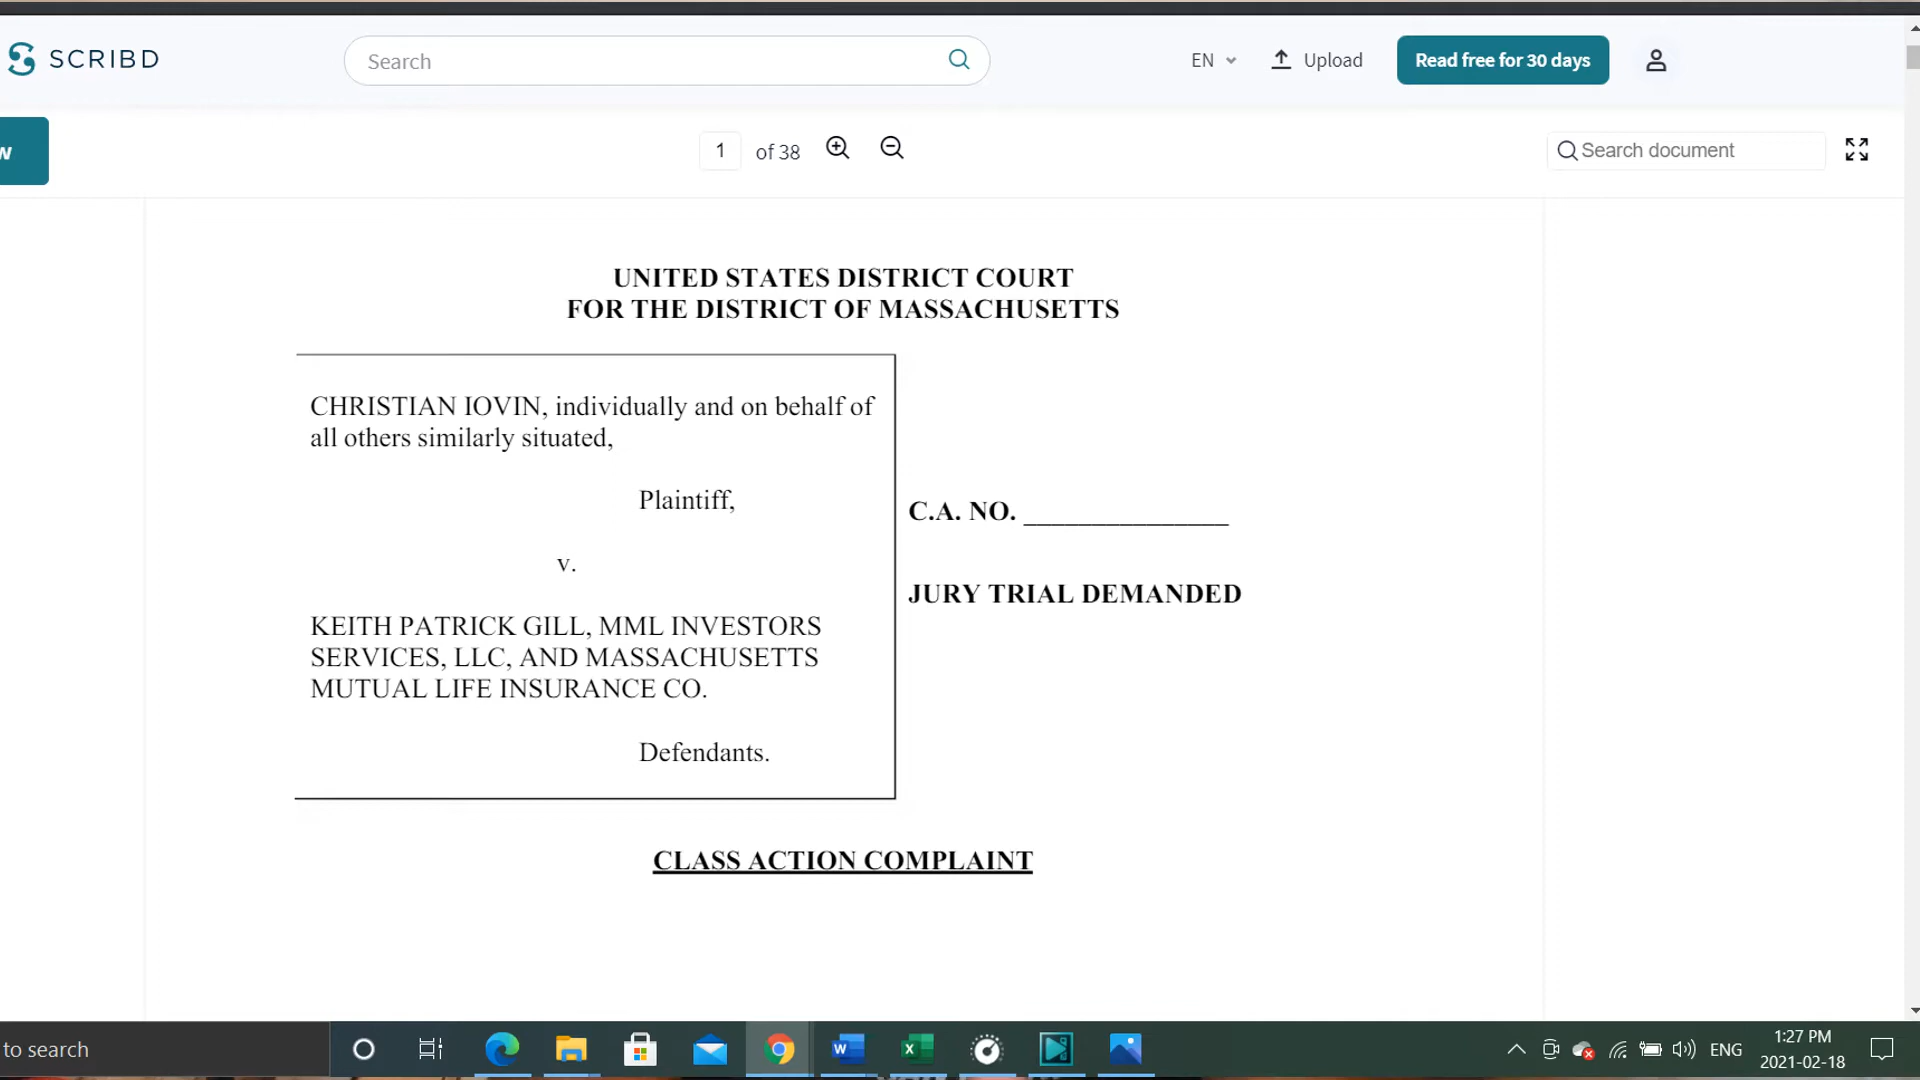 SCRIBD
Search
EN
Upload
Read free for 30 days
w
1 of 38
Search document
UNITED STATES DISTRICT COURT
FOR THE DISTRICT OF MASSACHUSETTS
CHRISTIAN IOVIN, individually and on behalf of
all others similarly situated,
Plaintiff,
v.
KEITH PATRICK GILL, MML INVESTORS
SERVICES, LLC, AND MASSACHUSETTS
MUTUAL LIFE INSURANCE CO.
Defendants.
C.A. NO. _______________
JURY TRIAL DEMANDED
CLASS ACTION COMPLAINT
to search
ENG
1:27 PM
2021-02-18